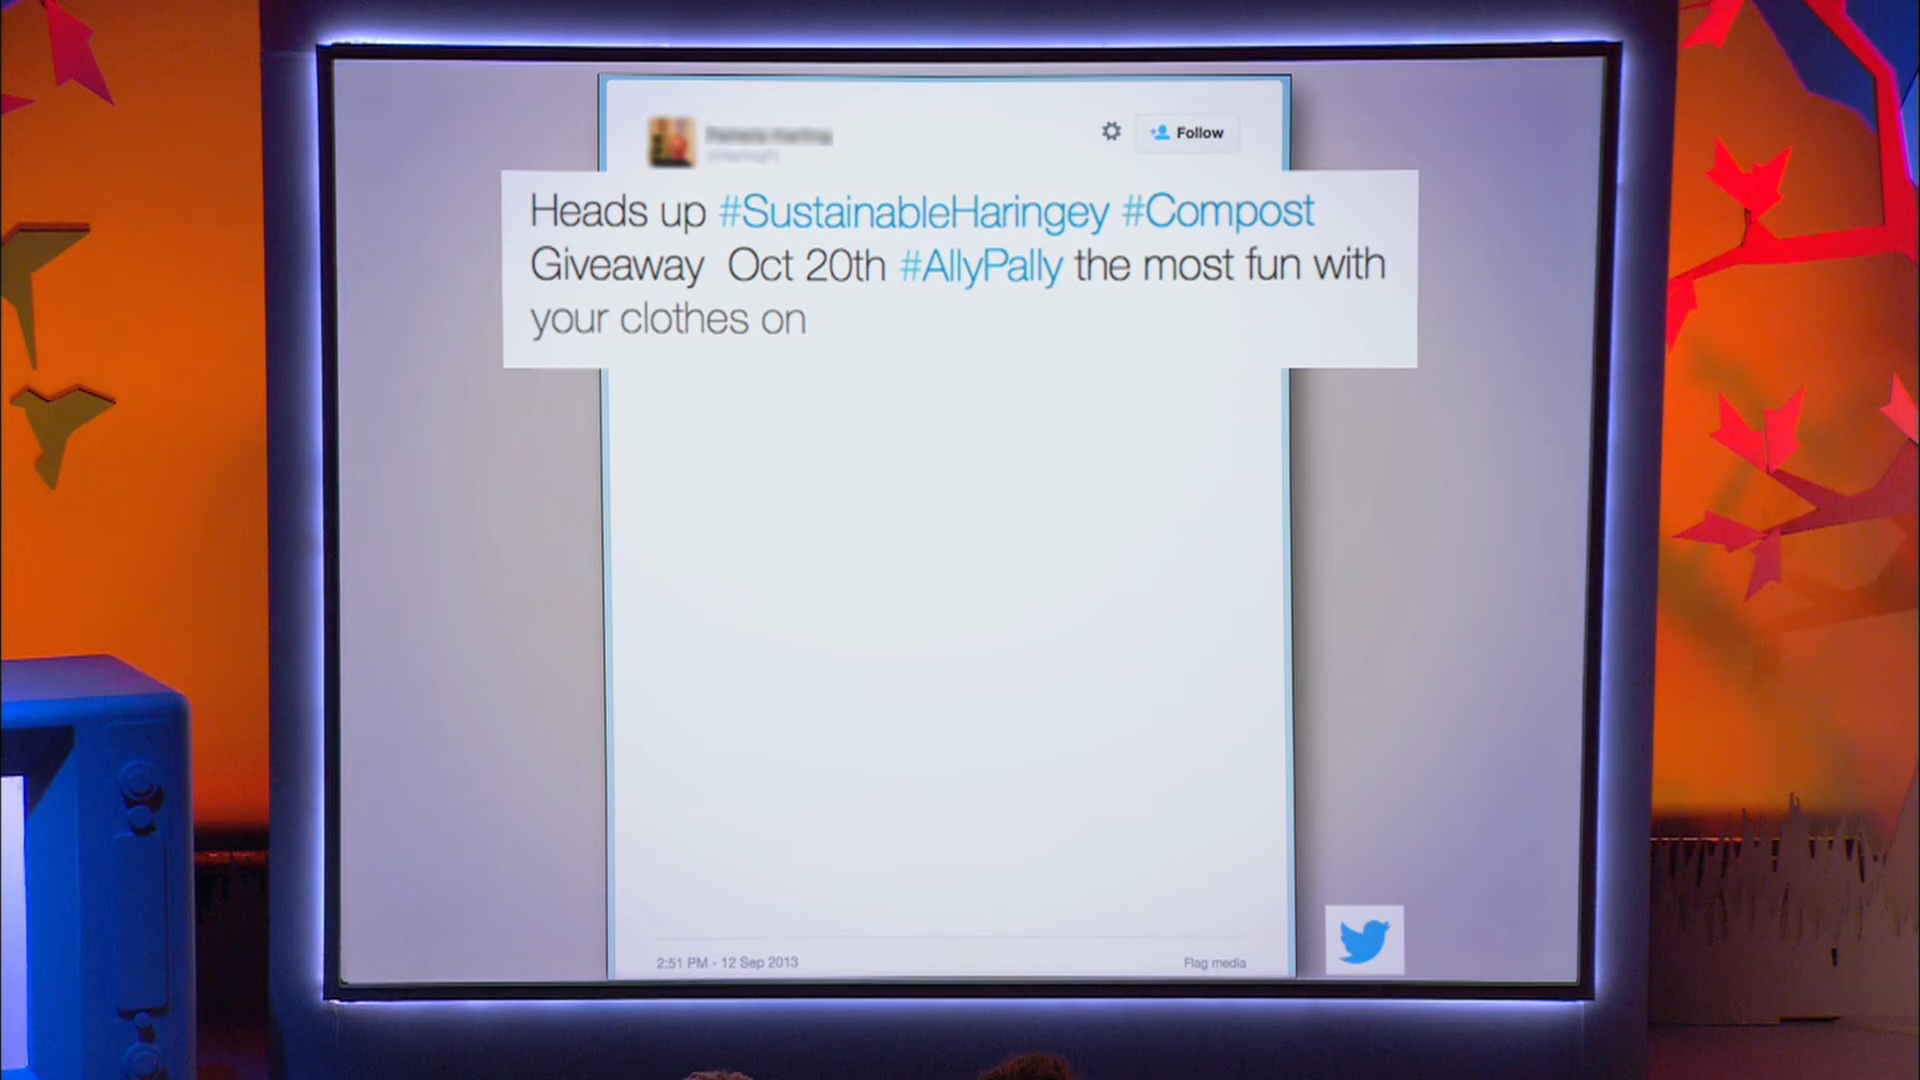 Follow
Heads up #SustainableHaringey #Compost
Giveaway Oct 20th #AllyPally the most fun with
your clothes on
2:51 PM - 12 Sep 2013
Flag media